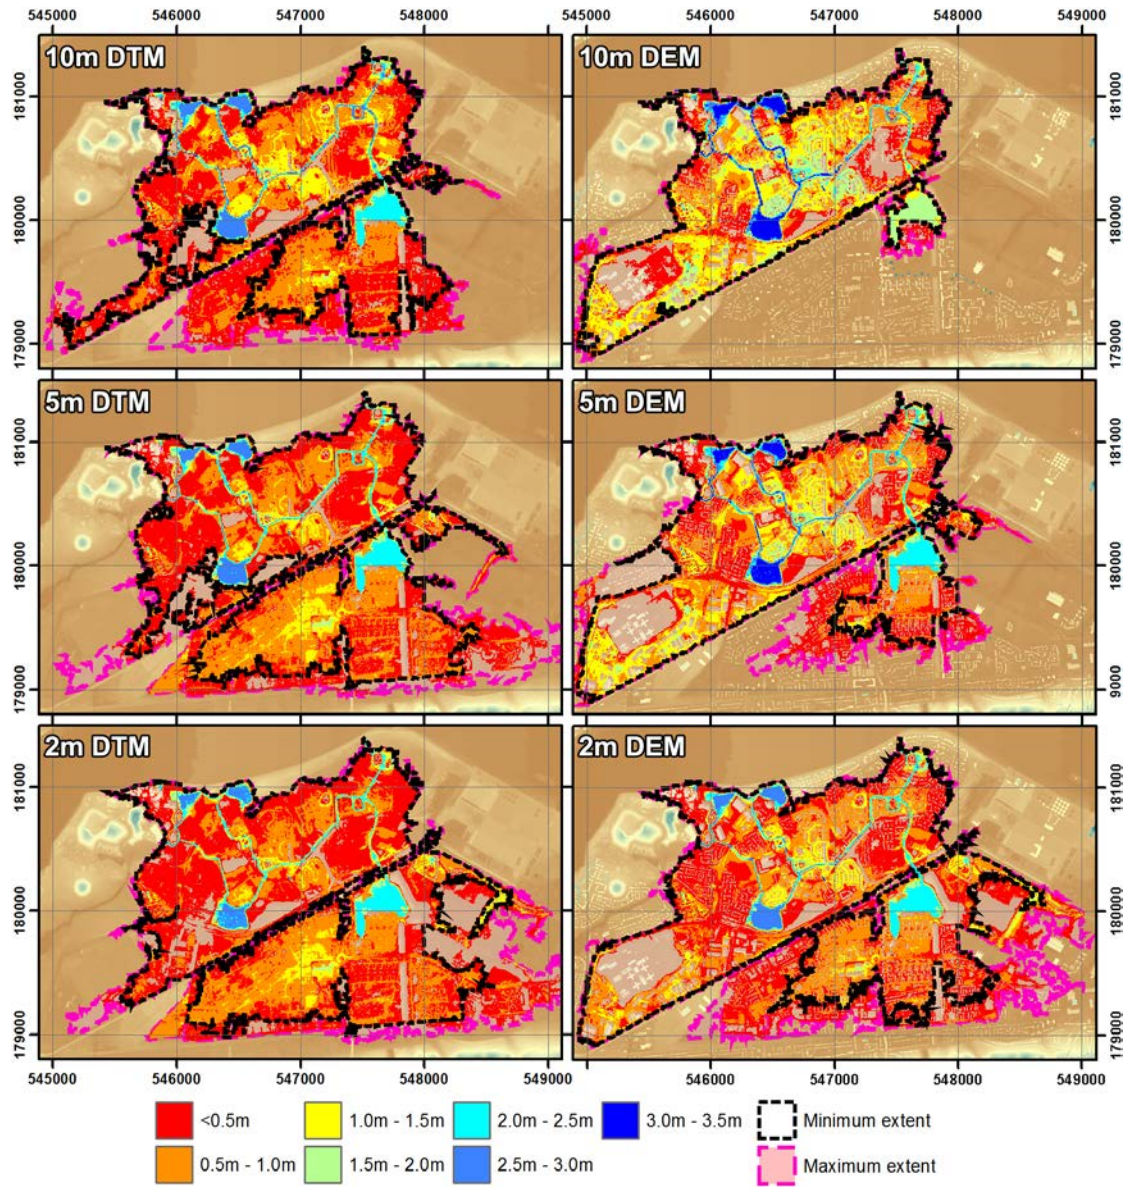 545000 546000 547000 548000 545000 546000 547000 548000 549000
10m DTM 10m DEM
181000 181000
180000 180000
179000 179000
5m DTM 5m DEM
181000 181000
180000 180000
179000 9000
2m DTM 2m DEM
181000 181000
180000 180000
179000 179000
545000 546000 547000 548000 549000 546000 547000 548000 549000
<0.5m 1.0m - 1.5m 2.0m - 2.5m 3.0m - 3.5m Minimum extent
0.5m - 1.0m 1.5m - 2.0m 2.5m - 3.0m Maximum extent